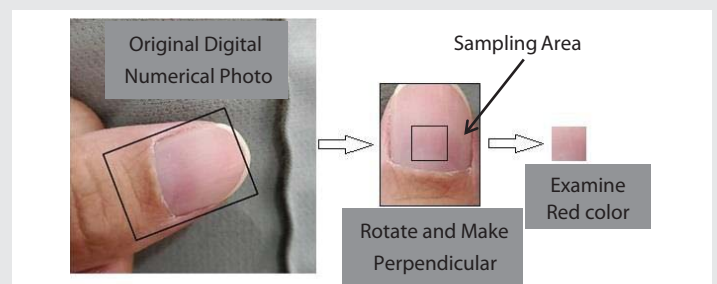 Original Digital
Numerical Photo
Sampling Area
Examine
Red color
Rotate and Make
Perpendicular